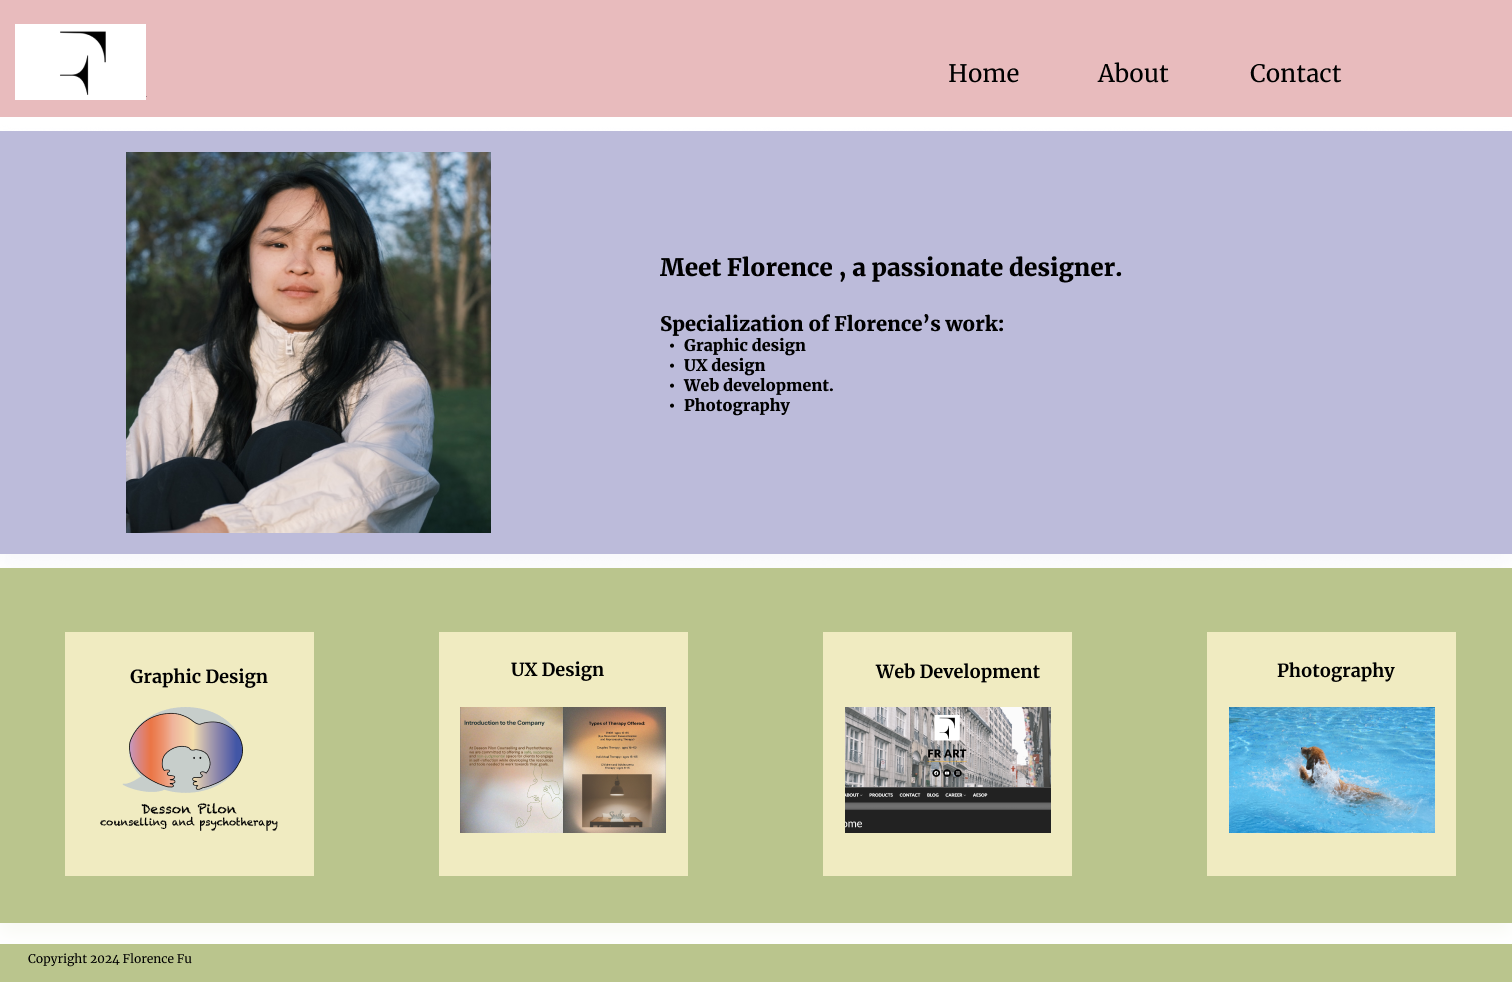 Home About Contact
Meet Florence , a passionate designer.
Specialization of Florence’s work:
• Graphic design
• UX design
• Web development.
• Photography
Graphic Design
Desson Pilon
counselling and psychotherapy
UX Design
Introduction to the Company
Types of Therapy Offered:
Web Development
FR ART
ABOUT PRODUCTS CONTACT BLOG CAREER AESOP
ome
Photography
Copyright 2024 Florence Fu